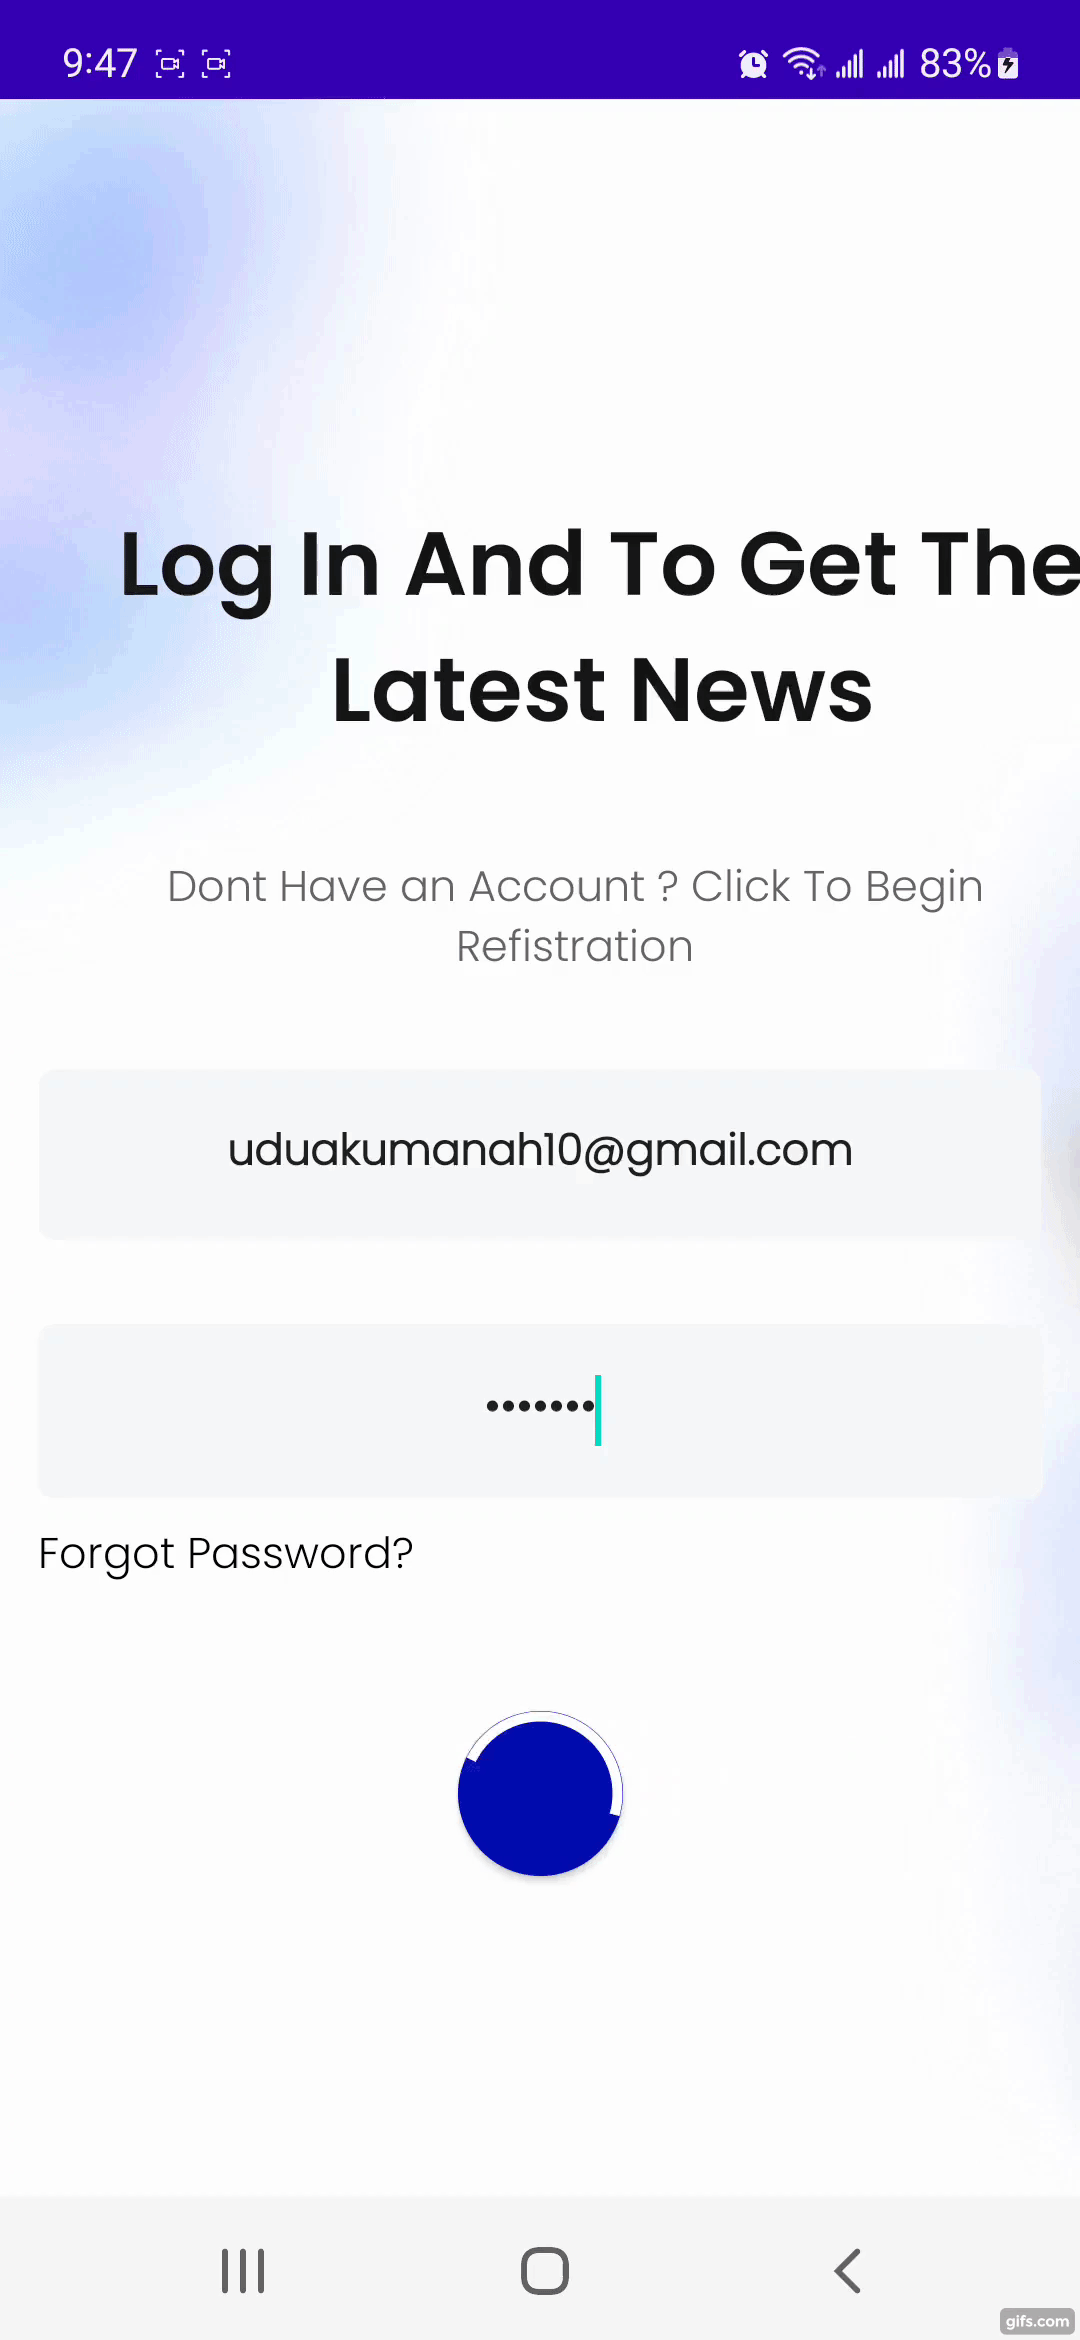 9:47 83%
Log In And To Get The
Latest News
Dont Have an Account ? Click To Begin
Refistration
uduakumanah10@gmail.com
•••••••
Forgot Password?
gifs.com